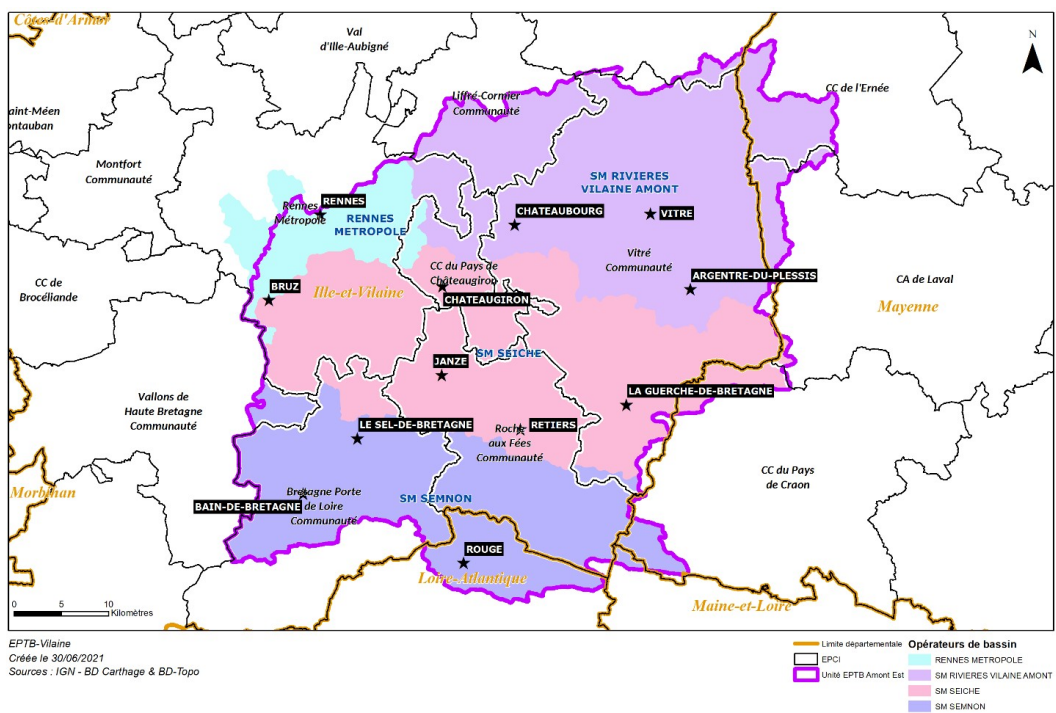 Côtes-d'Armor
Val
d'Ille-Aubigné
N
Liffré-Cormier
Communauté
CC de l'Ernée
aint-Méen
ontauban
Montfort
Communauté
SM RIVIERES
VILAINE AMONT
RENNES
Rennes
Métropole
RENNES
METROPOLE
CHATEAUBOURG
VITRE
Vitré
Communauté
CC du Pays de
Châteaugiron
ARGENTRE-DU-PLESSIS
CC de
Brocéliande
BRUZ
Ille-et-Vilaine
CHATEAUGIRON
CA de Laval
Mayenne
SM SEICHE
JANZE
LA GUERCHE-DE-BRETAGNE
Vallons de
Haute Bretagne
Communauté
LE SEL-DE-BRETAGNE
RETIERS
Roche
aux Fées
Communauté
CC du Pays
de Craon
Morbihan
SM SEMNON
BAIN-DE-BRETAGNE
Bretagne Porte
de Loire
Communauté
ROUGE
Loire-Atlantique
Maine-et-Loire
0 5 10
Kilomètres
EPTB-Vilaine
Créée le 30/06/2021
Sources : IGN - BD Carthage & BD-Topo
Limite départementale
EPCI
Unité EPTB Amont Est
Opérateurs de bassin
RENNES METROPOLE
SM RIVIERES VILAINE AMONT
SM SEICHE
SM SEMNON